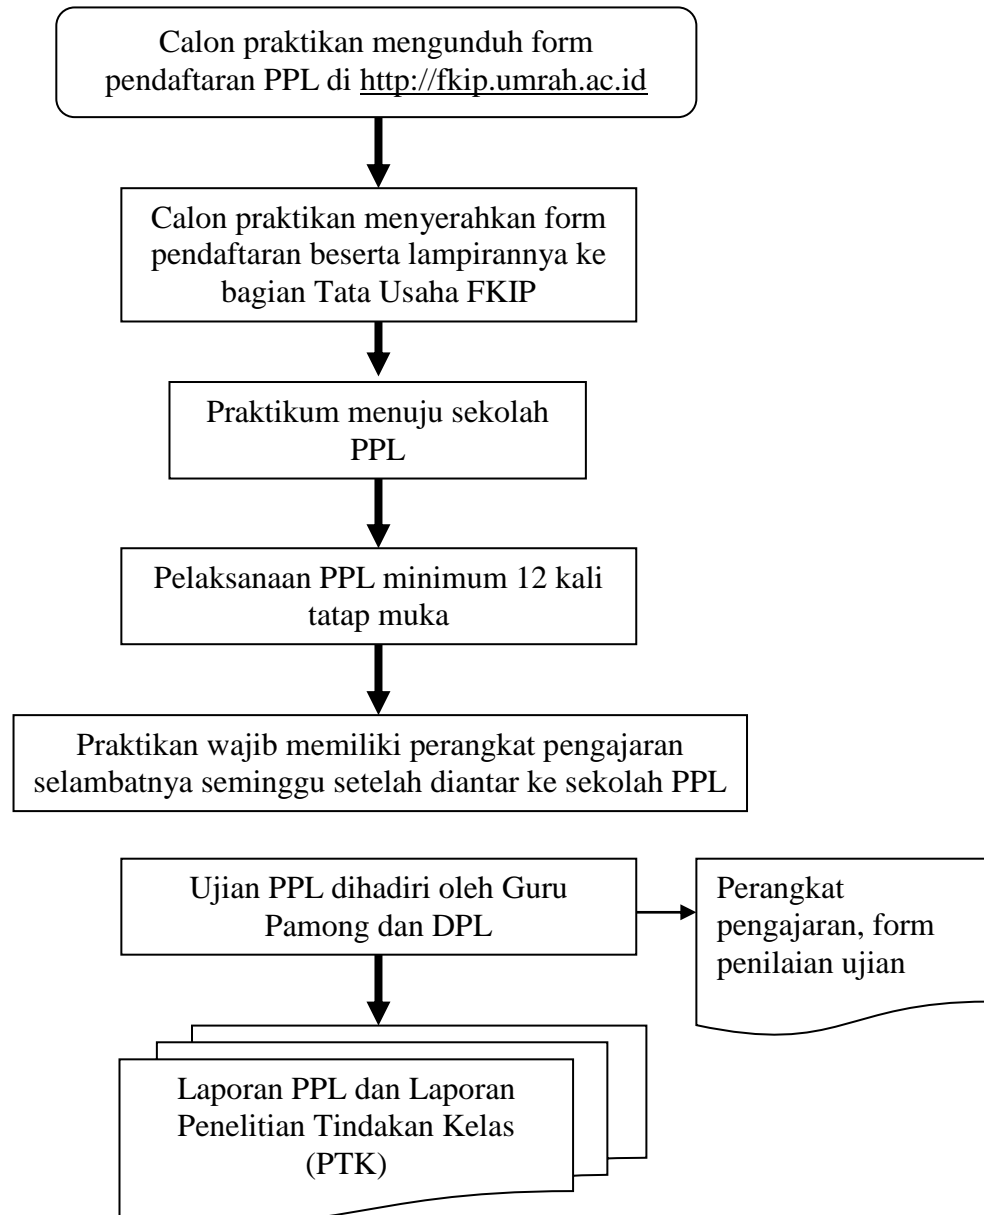 Calon praktikan mengunduh form
pendaftaran PPL di http://fkip.umrah.ac.id
Calon praktikan menyerahkan form
pendaftaran beserta lampirannya ke
bagian Tata Usaha FKIP
Praktikum menuju sekolah
PPL
Pelaksanaan PPL minimum 12 kali
tatap muka
Praktikan wajib memiliki perangkat pengajaran
selambatnya seminggu setelah diantar ke sekolah PPL
Ujian PPL dihadiri oleh Guru
Pamong dan DPL
Perangkat
pengajaran, form
penilaian ujian
Laporan PPL dan Laporan
Penelitian Tindakan Kelas
(PTK)